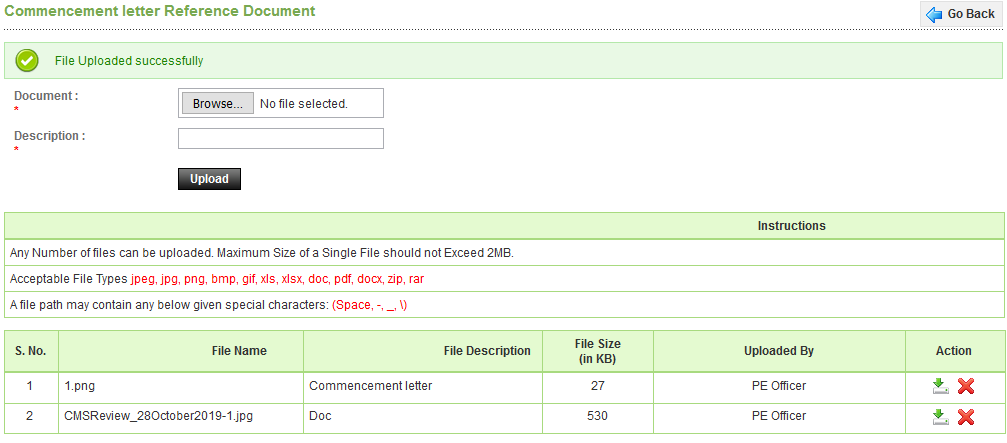 Commencement letter Reference Document
Go Back
File Uploaded successfully
Document :
*
Browse... No file selected.
Description :
*
Upload
Instructions
Any Number of files can be uploaded. Maximum Size of a Single File should not Exceed 2MB.
Acceptable File Types jpeg, jpg, png, bmp, gif, xls, xlsx, doc, pdf, docx, zip, rar
A file path may contain any below given special characters: (Space, -, _, \)
S. No. File Name File Description File Size (in KB) Uploaded By Action
1 1.png Commencement letter 27 PE Officer
2 CMSReview_28October2019-1.jpg Doc 530 PE Officer